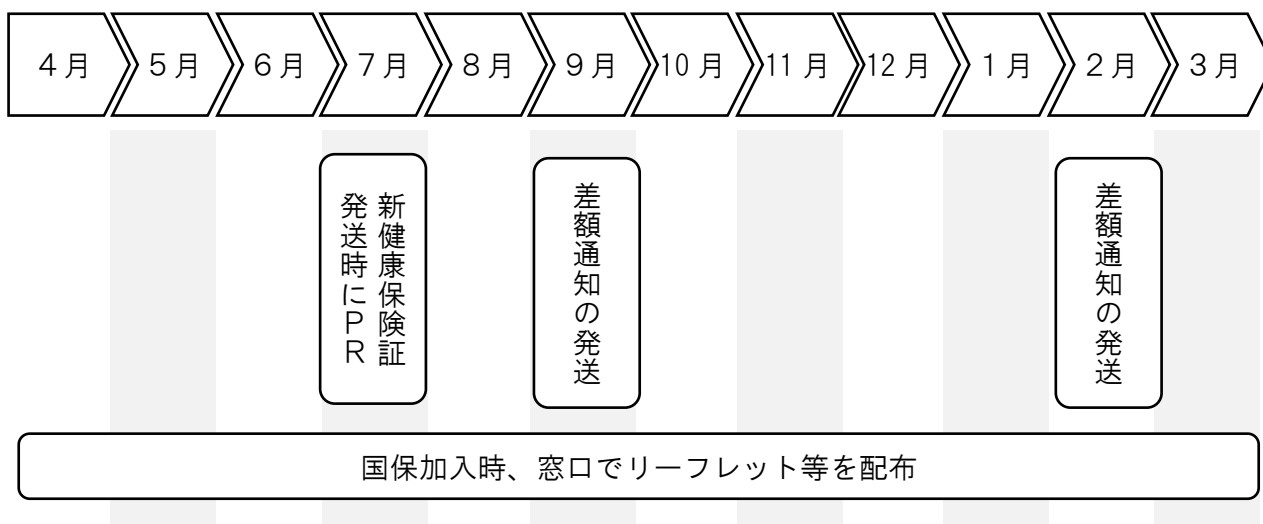 ４月
５月
６月
７月
８月
９月
10月
11月
12月
１月
２月
３月
新健康保険証
発送時にＰＲ
差額通知の発送
差額通知の発送
国保加入時、窓口でリーフレット等を配布